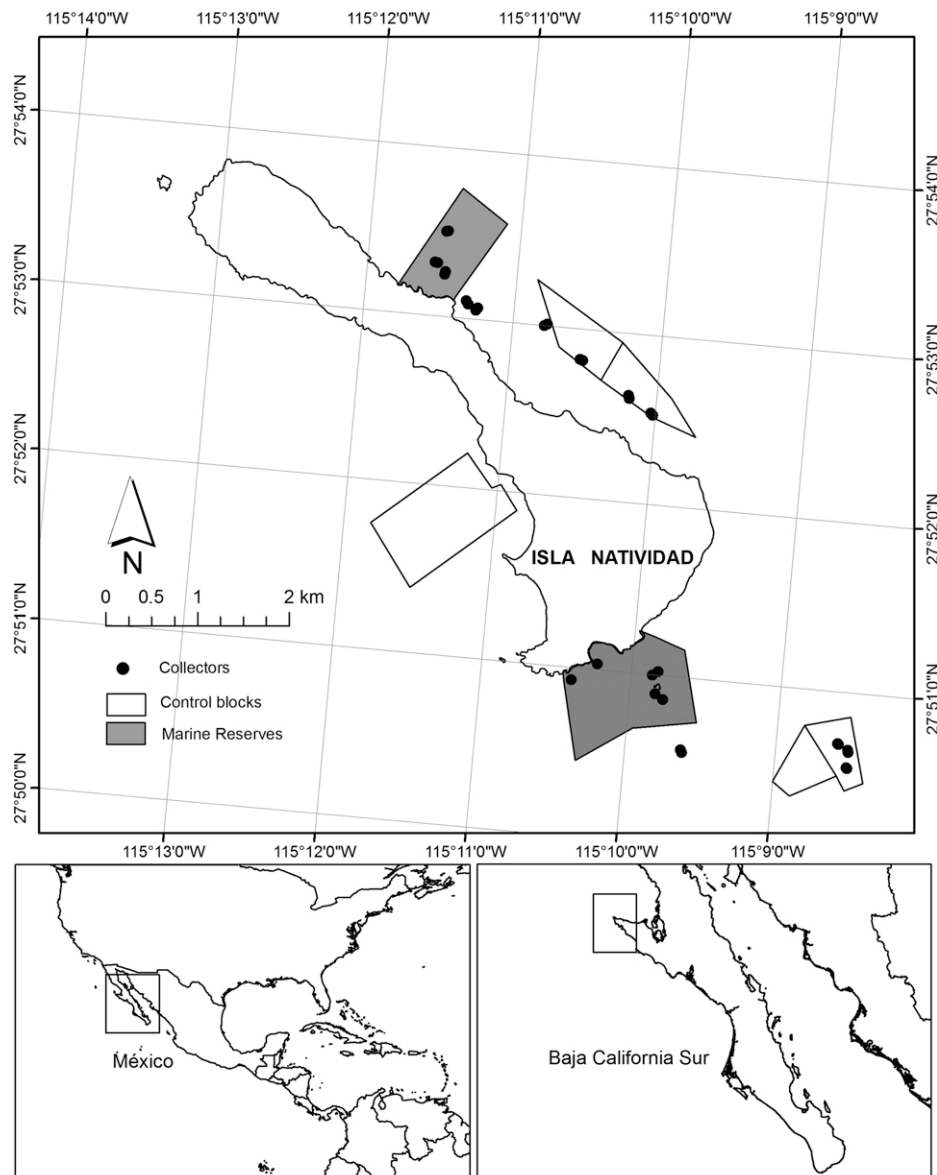 115°14'0"W 115°13'0"W 115°12'0"W 115°11'0"W 115°10'0"W 115°9'0"W
27°54'0"N
27°54'0"N
27°53'0"N
27°53'0"N
27°52'0"N
27°52'0"N
ISLA NATIVIDAD
N
0 0.5 1 2 km
27°51'0"N
27°51'0"N
Collectors
Control blocks
Marine Reserves
27°50'0"N
115°13'0"W 115°12'0"W 115°11'0"W 115°10'0"W 115°9'0"W
México
Baja California Sur